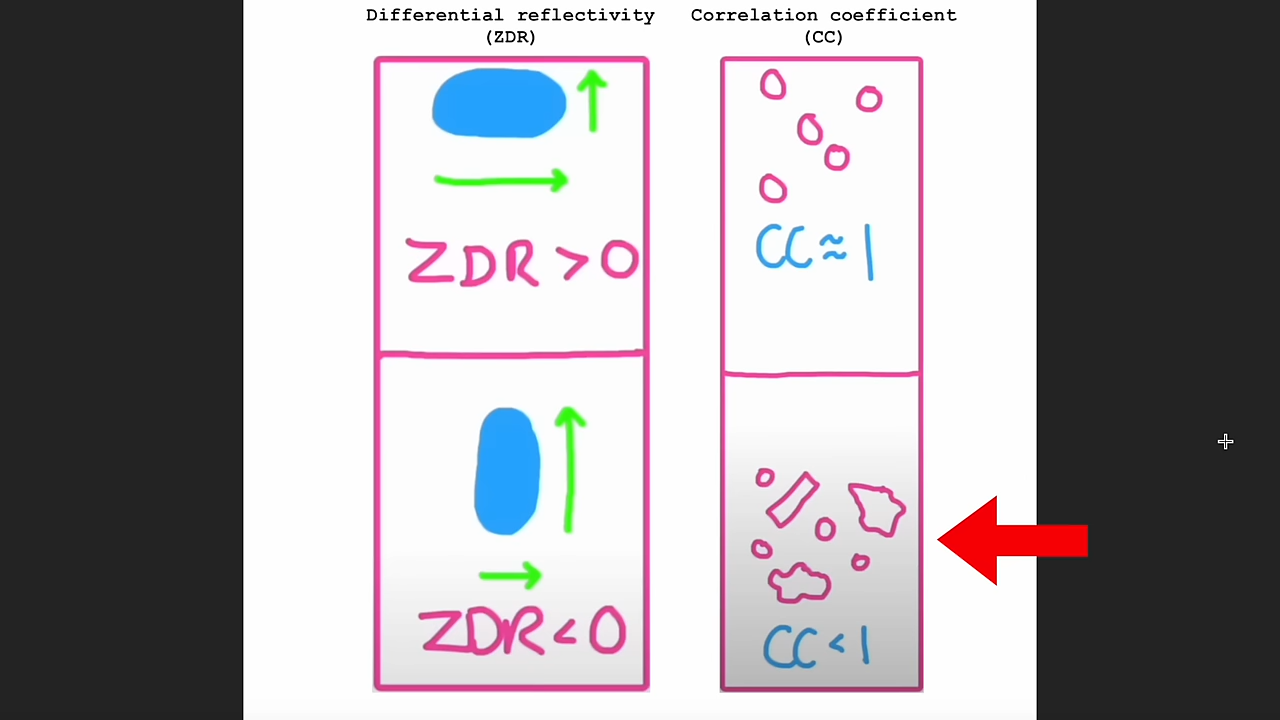 Differential reflectivity
(ZDR)
Correlation coefficient
(CC)
ZDR > 0
CC ≈ 1
ZDR < 0
CC < 1